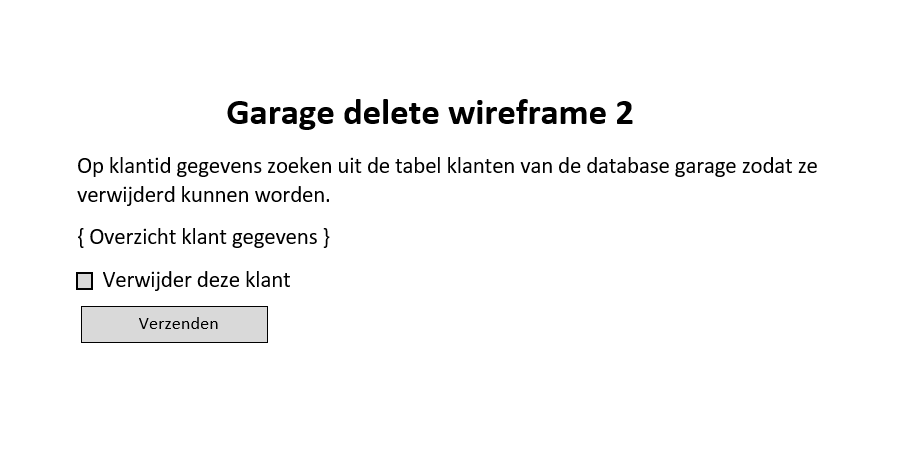 Garage delete wireframe 2
Op klantid gegevens zoeken uit de tabel klanten van de database garage zodat ze
verwijderd kunnen worden.
{ Overzicht klant gegevens }
Verwijder deze klant
Verzenden